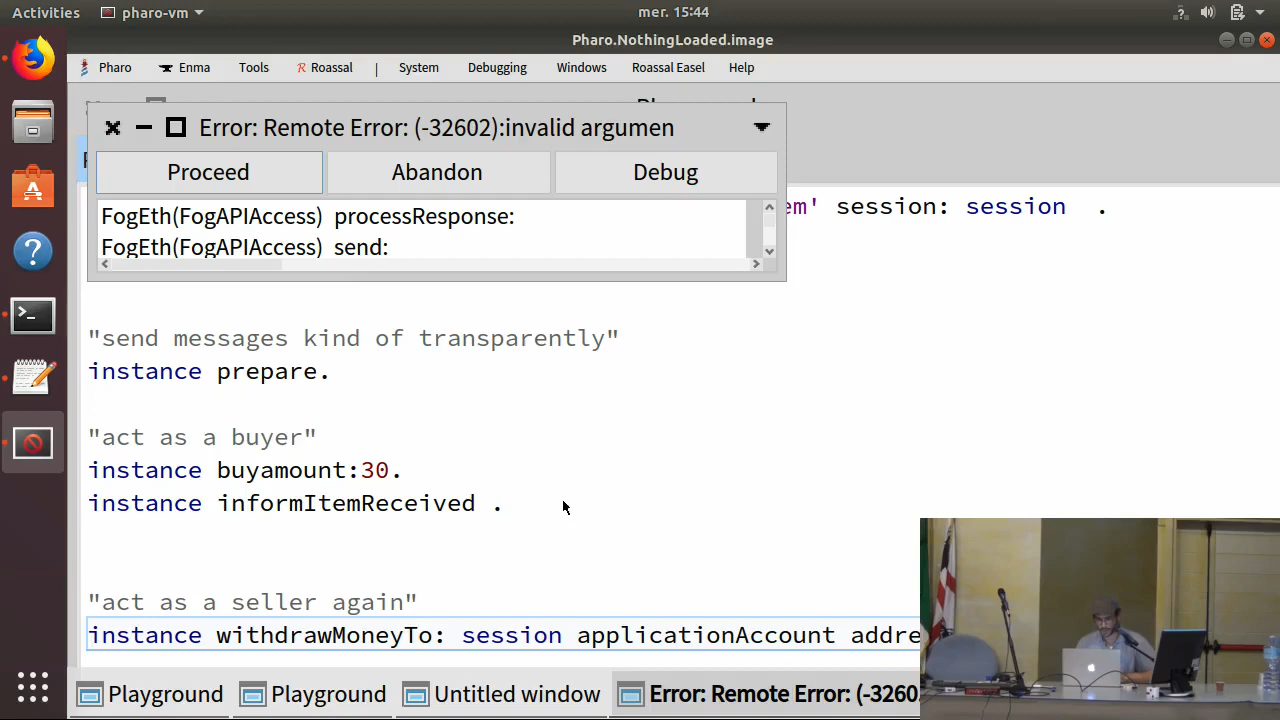 Activities pharo-vm mer. 15:44
Pharo.NothingLoaded.image
Pharo Enma Tools Roassal | System Debugging Windows Roassal Easel Help
Error: Remote Error: (-32602):invalid argumen
Proceed Abandon Debug
FogEth(FogAPIAccess) processResponse:
FogEth(FogAPIAccess) send:
em' session: session .
"send messages kind of transparently"
instance prepare.
"act as a buyer"
instance buyamount:30.
instance informItemReceived .
"act as a seller again"
instance withdrawMoneyTo: session applicationAccount addre
Playground Playground Untitled window Error: Remote Error: (-3260